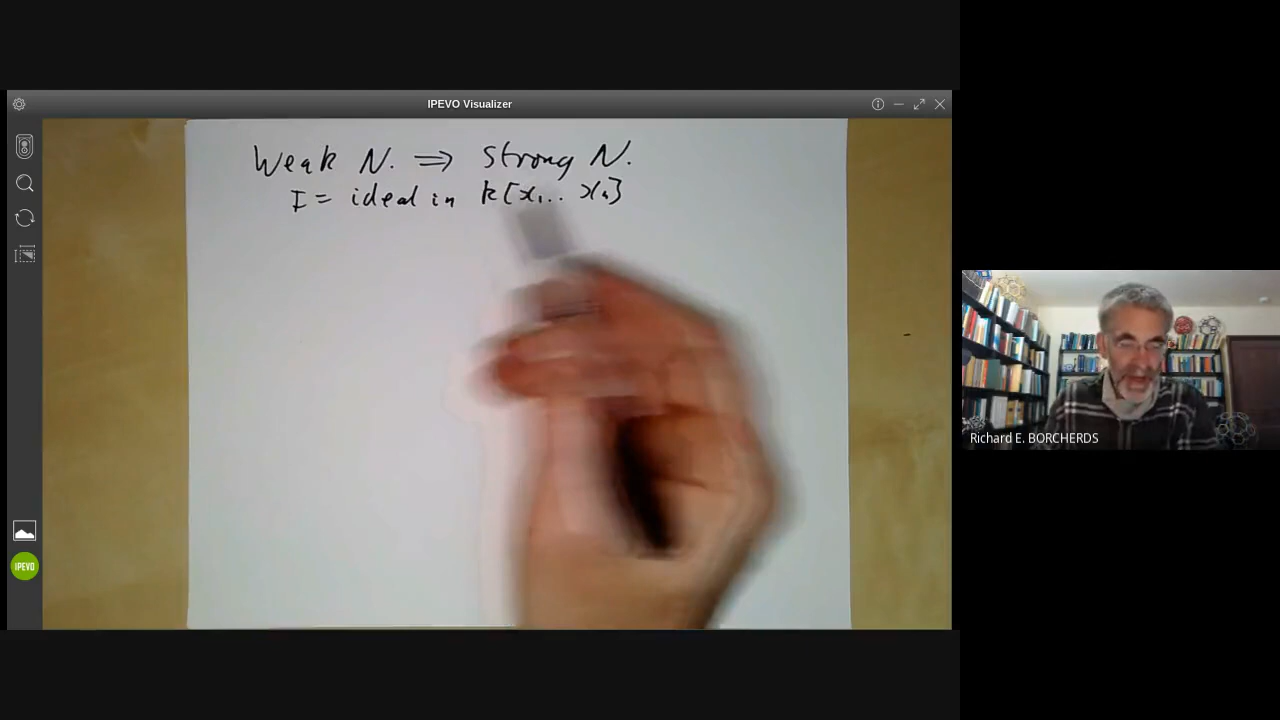 IPEVO Visualizer
Weak N. ⇒ Strong N.
I = ideal in k[x₁.. xₙ]
IPEVO
Richard E. BORCHERDS